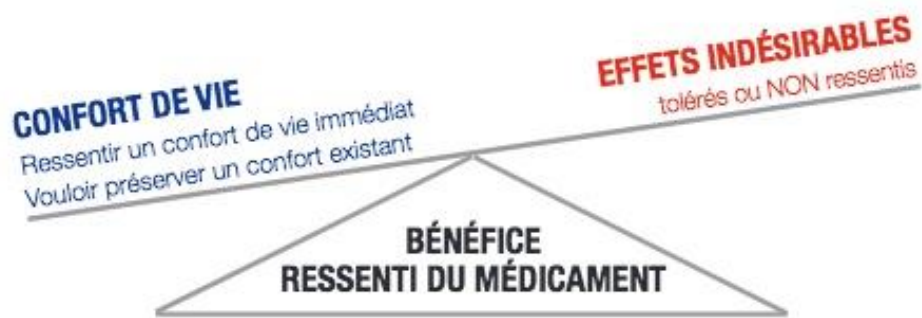 CONFORT DE VIE
Ressentir un confort de vie immédiat
Vouloir préserver un confort existant
EFFETS INDÉSIRABLES
tolérés ou NON ressentis
BÉNÉFICE
RESSENTI DU MÉDICAMENT